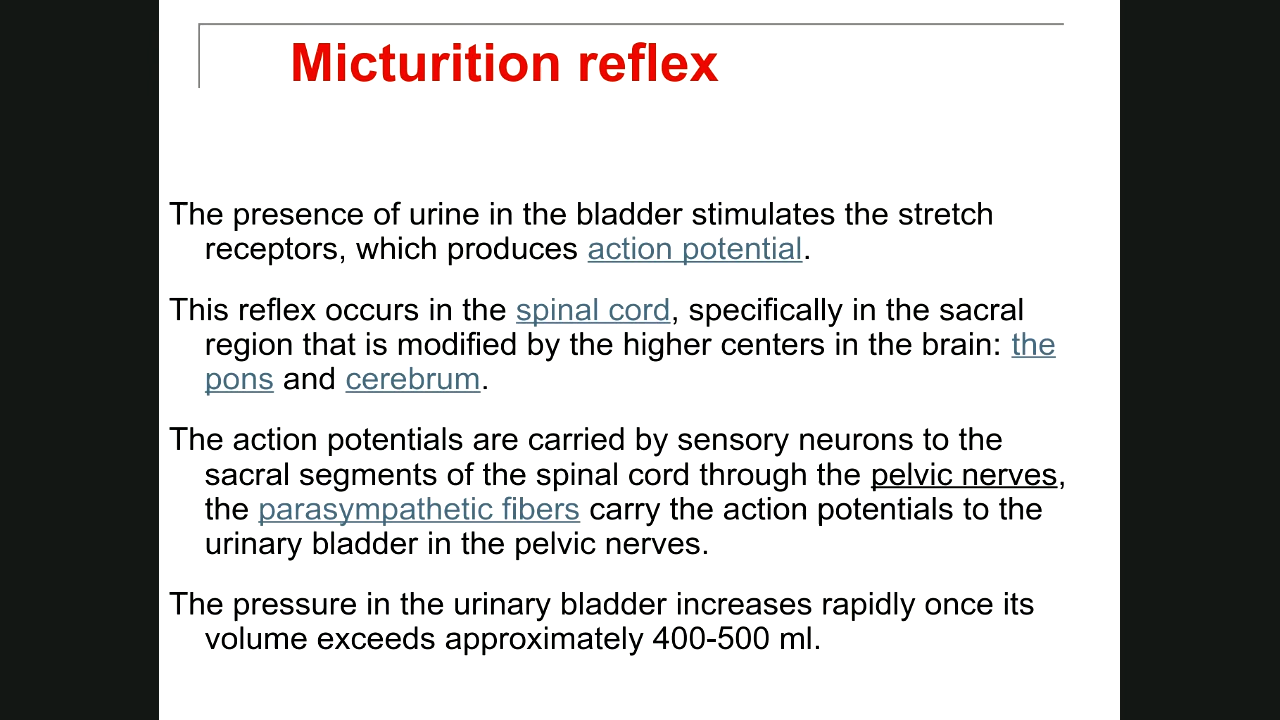 Micturition reflex
The presence of urine in the bladder stimulates the stretch
receptors, which produces action potential.
This reflex occurs in the spinal cord, specifically in the sacral
region that is modified by the higher centers in the brain: the
pons and cerebrum.
The action potentials are carried by sensory neurons to the
sacral segments of the spinal cord through the pelvic nerves,
the parasympathetic fibers carry the action potentials to the
urinary bladder in the pelvic nerves.
The pressure in the urinary bladder increases rapidly once its
volume exceeds approximately 400-500 ml.